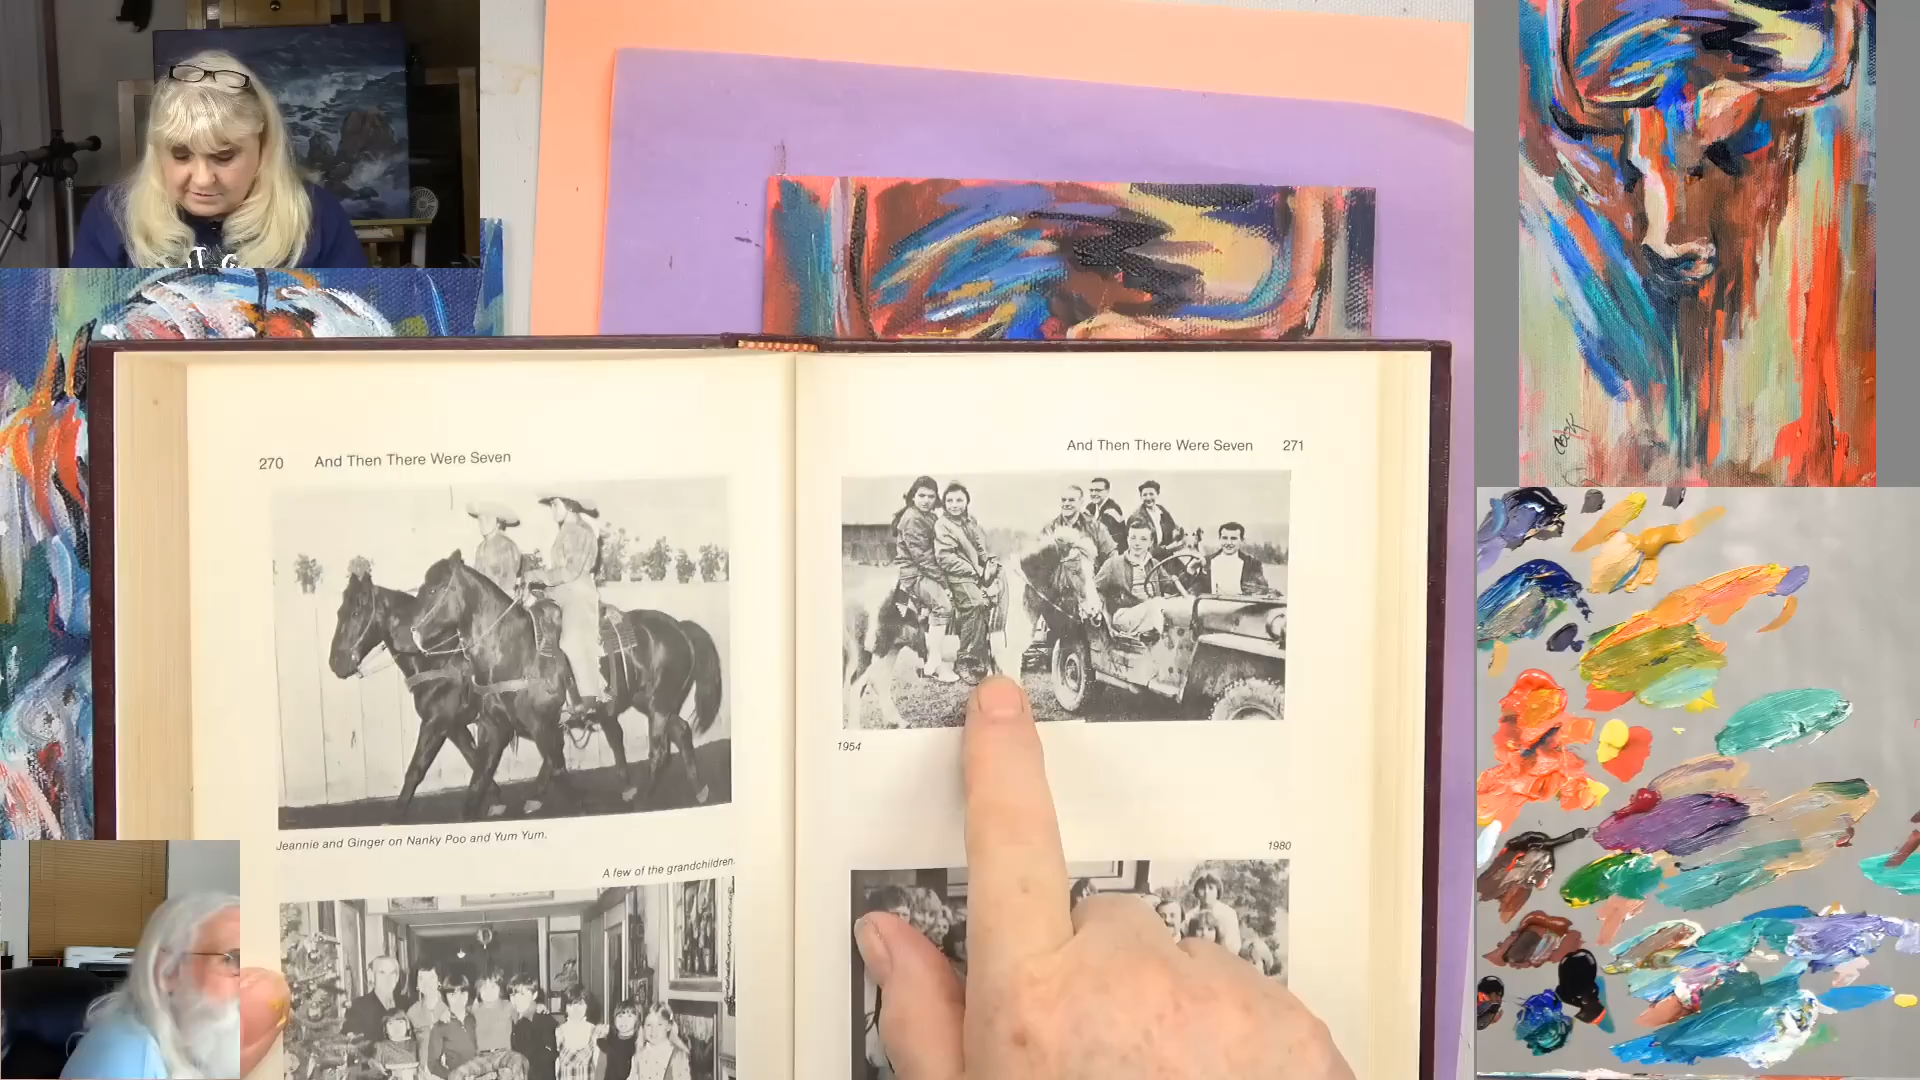 270 And Then There Were Seven
Jeannie and Ginger on Nanky Poo and Yum Yum.
A few of the grandchildren.
And Then There Were Seven 271
1954
1980
COOK